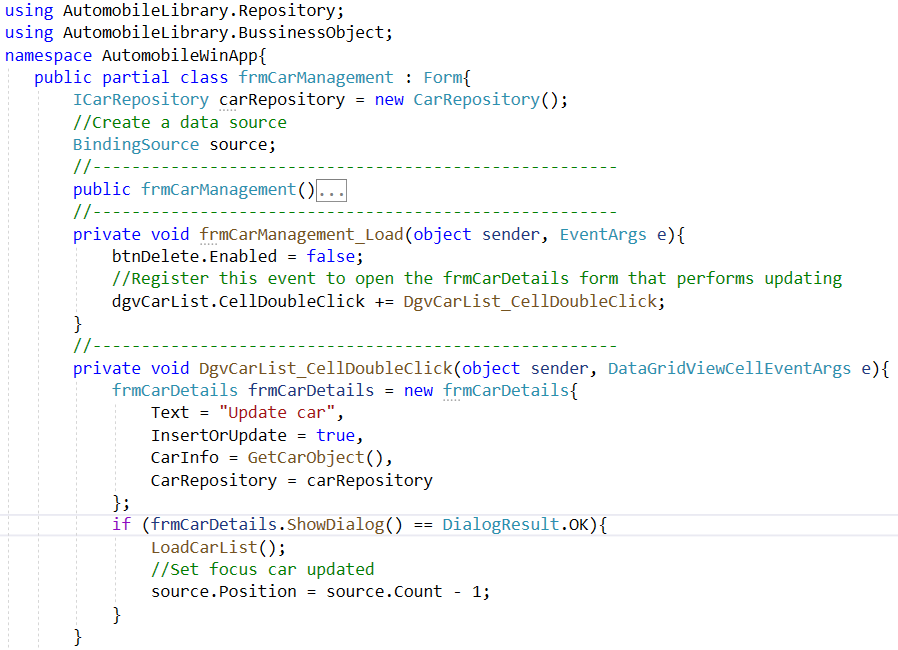 using AutomobileLibrary.Repository;
using AutomobileLibrary.BussinessObject;
namespace AutomobileWinApp{
public partial class frmCarManagement : Form{
ICarRepository carRepository = new CarRepository();
//Create a data source
BindingSource source;
//------------------------------------------------------
public frmCarManagement()...
//------------------------------------------------------
private void frmCarManagement_Load(object sender, EventArgs e){
btnDelete.Enabled = false;
//Register this event to open the frmCarDetails form that performs updating
dgvCarList.CellDoubleClick += DgvCarList_CellDoubleClick;
}
//------------------------------------------------------
private void DgvCarList_CellDoubleClick(object sender, DataGridViewCellEventArgs e){
frmCarDetails frmCarDetails = new frmCarDetails{
Text = "Update car",
InsertOrUpdate = true,
CarInfo = GetCarObject(),
CarRepository = carRepository
};
if (frmCarDetails.ShowDialog() == DialogResult.OK){
LoadCarList();
//Set focus car updated
source.Position = source.Count - 1;
}
}